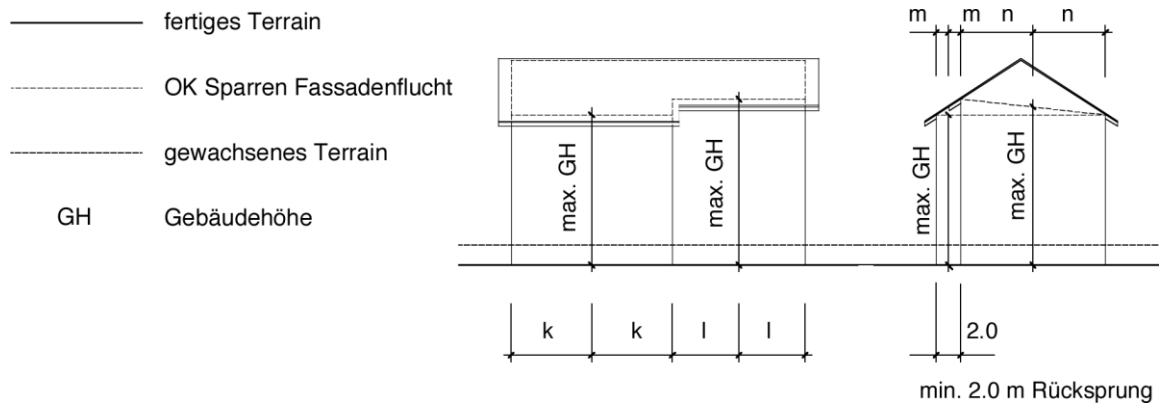 fertiges Terrain
OK Sparren Fassadenflucht
gewachsenes Terrain
GH Gebäudehöhe
max. GH
max. GH
k k l l
m m n n
max. GH
max. GH
2.0
min. 2.0 m Rücksprung